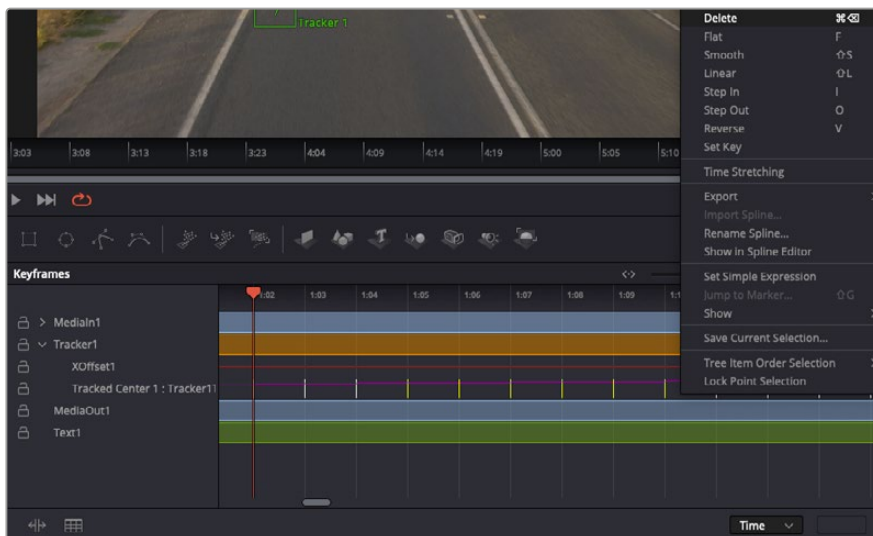 Tracker 1
Delete ⌘⌫
Flat F
Smooth ⇧S
Linear ⇧L
Step In I
Step Out O
Reverse V
Set Key
Time Stretching
Export
Import Spline...
Rename Spline...
Show in Spline Editor
Set Simple Expression
Jump to Marker... ⇧G
Show
Save Current Selection...
Tree Item Order Selection
Lock Point Selection
3:03 3:08 3:13 3:18 3:23 4:04 4:09 4:14 4:19 5:00 5:05 5:10
Keyframes
1:02 1:03 1:04 1:05 1:06 1:07 1:08 1:09
MediaIn1
Tracker1
XOffset1
Tracked Center 1 : Tracker11
MediaOut1
Text1
Time